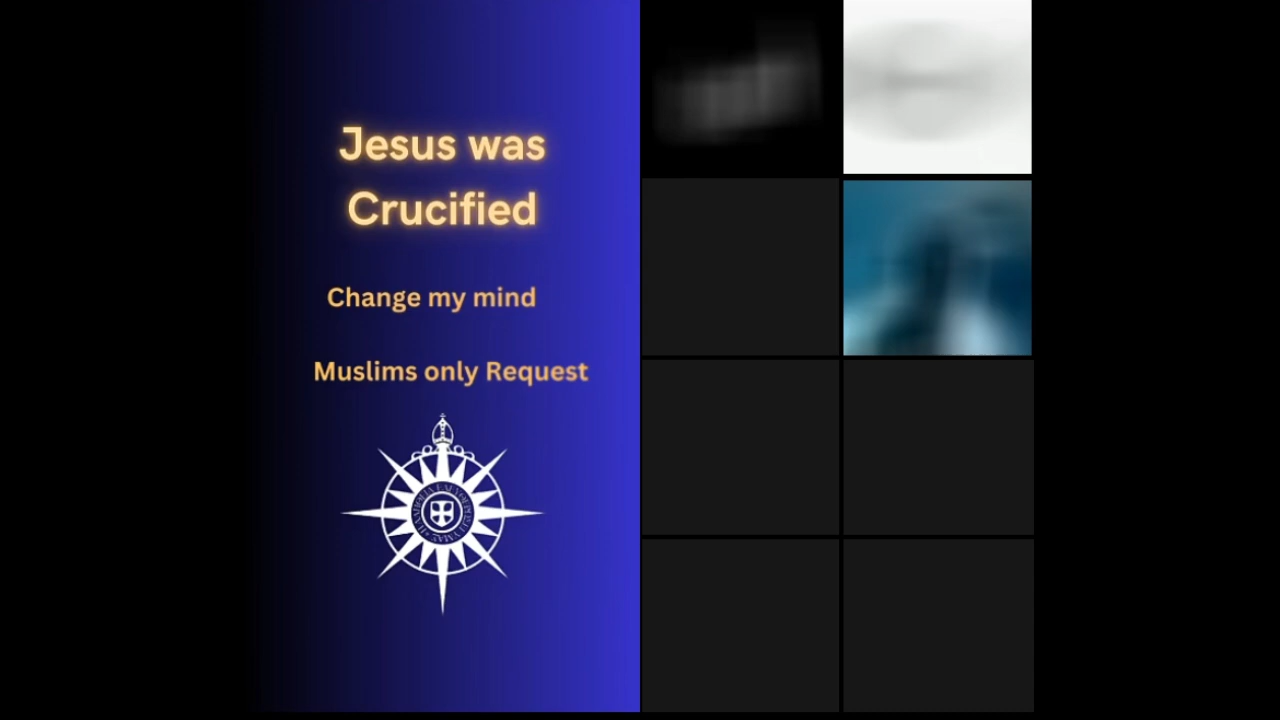 Jesus was
Crucified
Change my mind
Muslims only Request